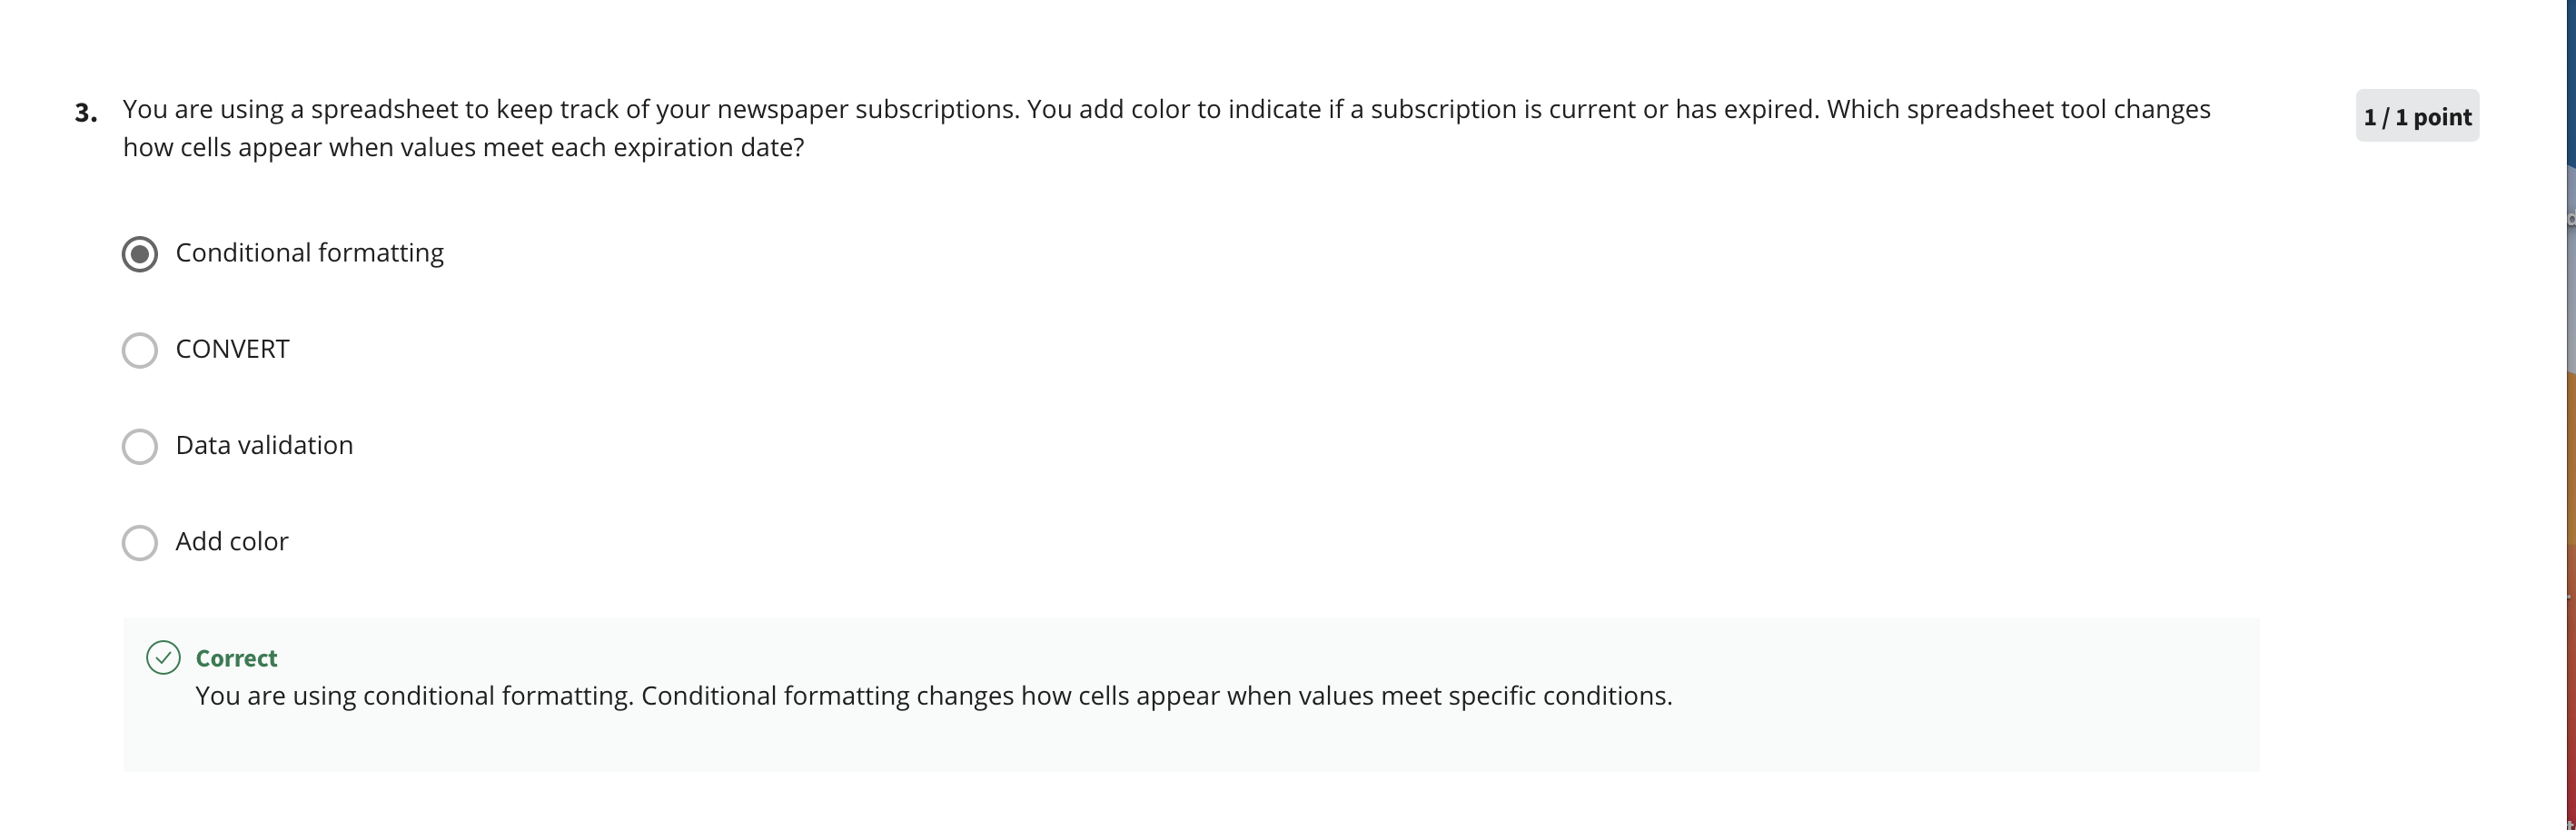 3. You are using a spreadsheet to keep track of your newspaper subscriptions. You add color to indicate if a subscription is current or has expired. Which spreadsheet tool changes
how cells appear when values meet each expiration date?
1 / 1 point
Conditional formatting
CONVERT
Data validation
Add color
Correct
You are using conditional formatting. Conditional formatting changes how cells appear when values meet specific conditions.